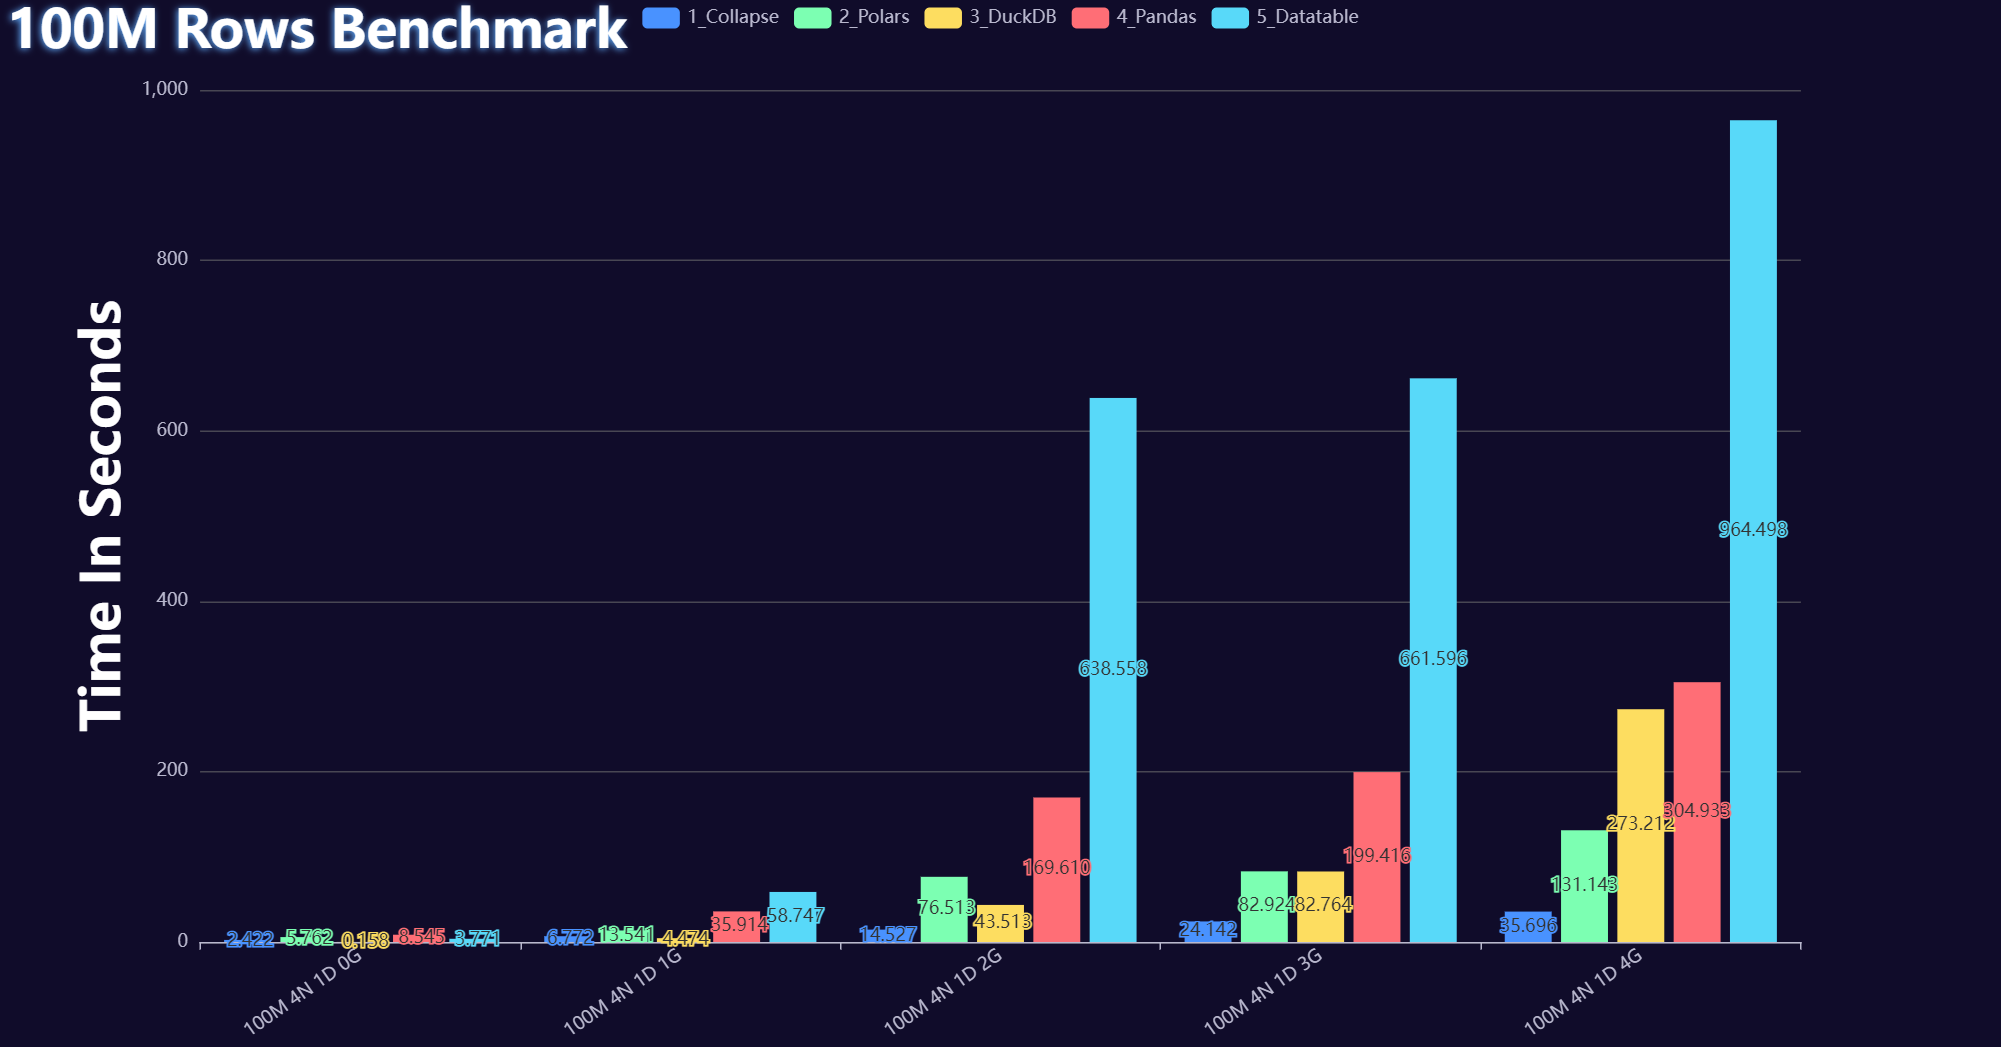 100M Rows Benchmark
1_Collapse 2_Polars 3_DuckDB 4_Pandas 5_Datatable
Time In Seconds
1,000
800
600
400
200
0
2.422 5.762 0.158 8.545 3.771
6.772 13.541 4.474 35.914 58.747
14.527 76.513 43.513 169.610 638.558
24.142 82.924 82.764 199.416 661.596
35.696 131.143 273.212 304.933 964.498
100M 4N 1D 0G
100M 4N 1D 1G
100M 4N 1D 2G
100M 4N 1D 3G
100M 4N 1D 4G